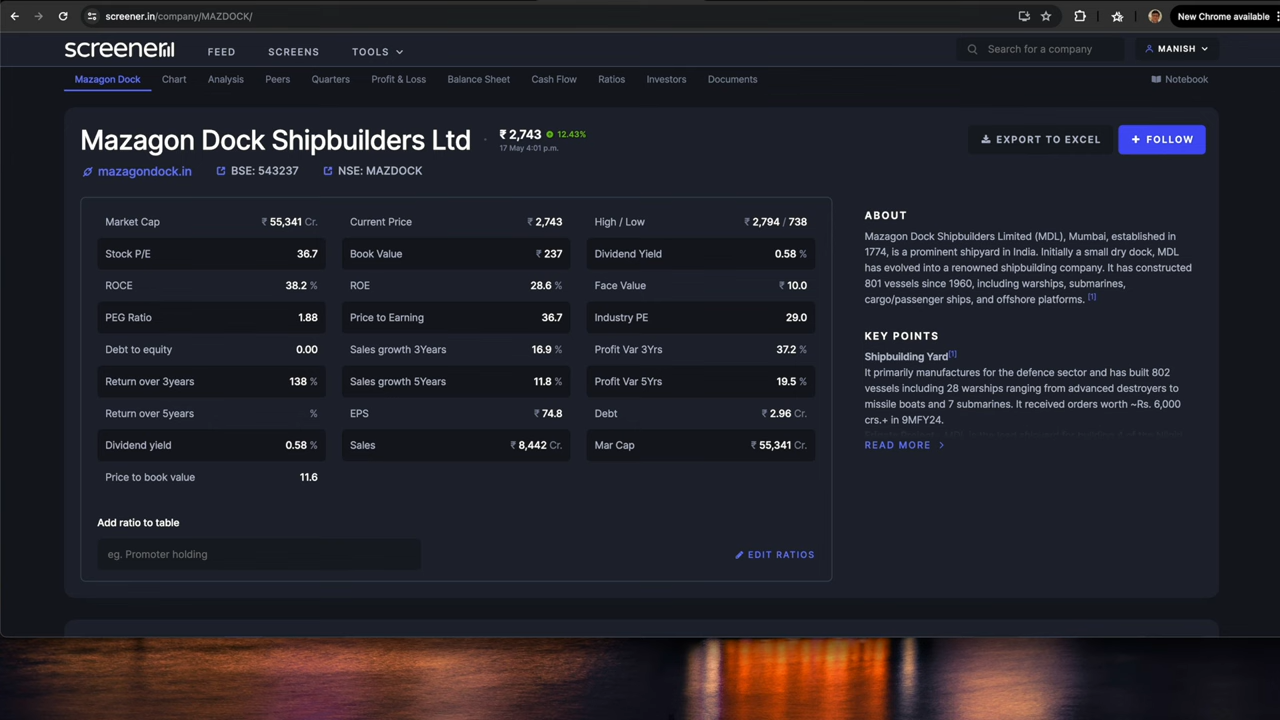 screener.in/company/MAZDOCK/
New Chrome available
screener
FEED
SCREENS
TOOLS
Search for a company
MANISH
Mazagon Dock
Chart
Analysis
Peers
Quarters
Profit & Loss
Balance Sheet
Cash Flow
Ratios
Investors
Documents
Notebook
Mazagon Dock Shipbuilders Ltd
₹ 2,743 12.43%
17 May 4:01 p.m.
EXPORT TO EXCEL
+ FOLLOW
mazagondock.in
BSE: 543237
NSE: MAZDOCK
Market Cap ₹ 55,341 Cr.
Current Price ₹ 2,743
High / Low ₹ 2,794 / 738
Stock P/E 36.7
Book Value ₹ 237
Dividend Yield 0.58 %
ROCE 38.2 %
ROE 28.6 %
Face Value ₹ 10.0
PEG Ratio 1.88
Price to Earning 36.7
Industry PE 29.0
Debt to equity 0.00
Sales growth 3Years 16.9 %
Profit Var 3Yrs 37.2 %
Return over 3years 138 %
Sales growth 5Years 11.8 %
Profit Var 5Yrs 19.5 %
Return over 5years %
EPS ₹ 74.8
Debt ₹ 2.96 Cr.
Dividend yield 0.58 %
Sales ₹ 8,442 Cr.
Mar Cap ₹ 55,341 Cr.
Price to book value 11.6
Add ratio to table
eg. Promoter holding
EDIT RATIOS
ABOUT
Mazagon Dock Shipbuilders Limited (MDL), Mumbai, established in
1774, is a prominent shipyard in India. Initially a small dry dock, MDL
has evolved into a renowned shipbuilding company. It has constructed
801 vessels since 1960, including warships, submarines,
cargo/passenger ships, and offshore platforms. [1]
KEY POINTS
Shipbuilding Yard[1]
It primarily manufactures for the defence sector and has built 802
vessels including 28 warships ranging from advanced destroyers to
missile boats and 7 submarines. It received orders worth ~Rs. 6,000
crs.+ in 9MFY24.
READ MORE